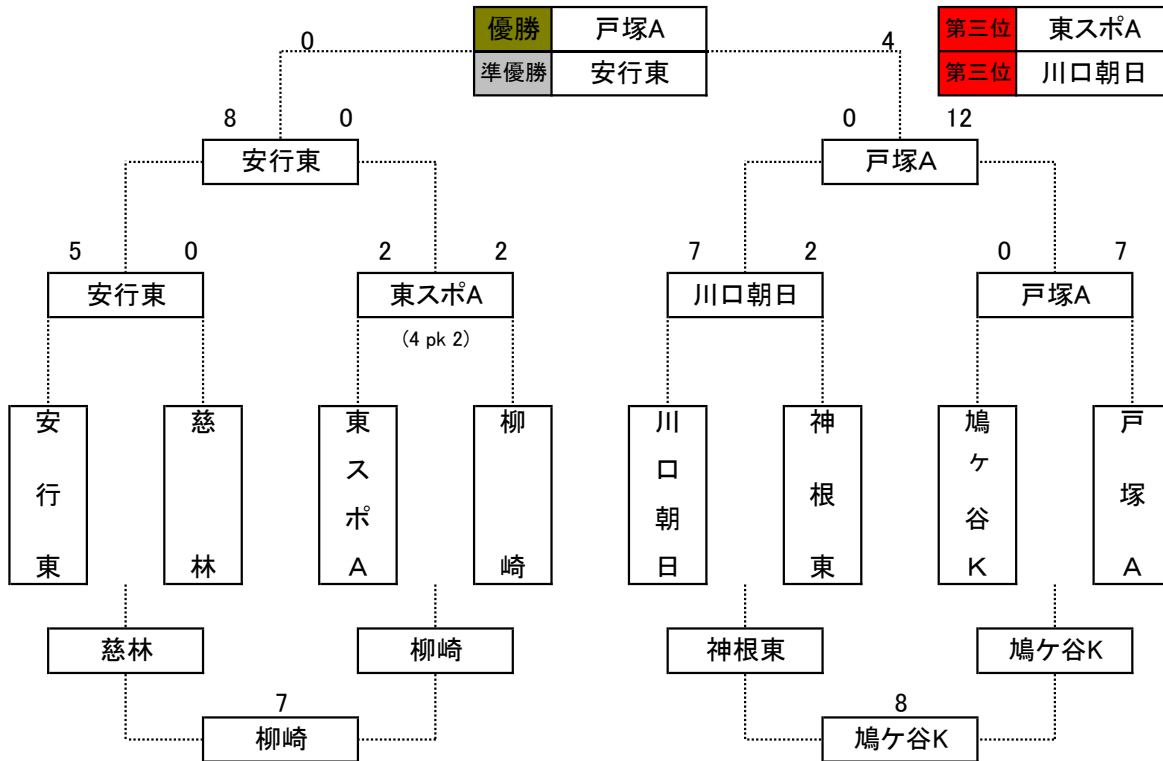 優勝 戸塚A 第三位 東スポA
0 4
準優勝 安行東 第三位 川口朝日
8 0 0 12
安行東 戸塚A
5 0 2 2 7 2 0 7
安行東 東スポA 川口朝日 戸塚A
(4 pk 2)
安行東
慈林
東スポA
柳崎
川口朝日
神根東
鳩ヶ谷K
戸塚A
慈林 柳崎 神根東 鳩ケ谷K
7 8
柳崎 鳩ケ谷K